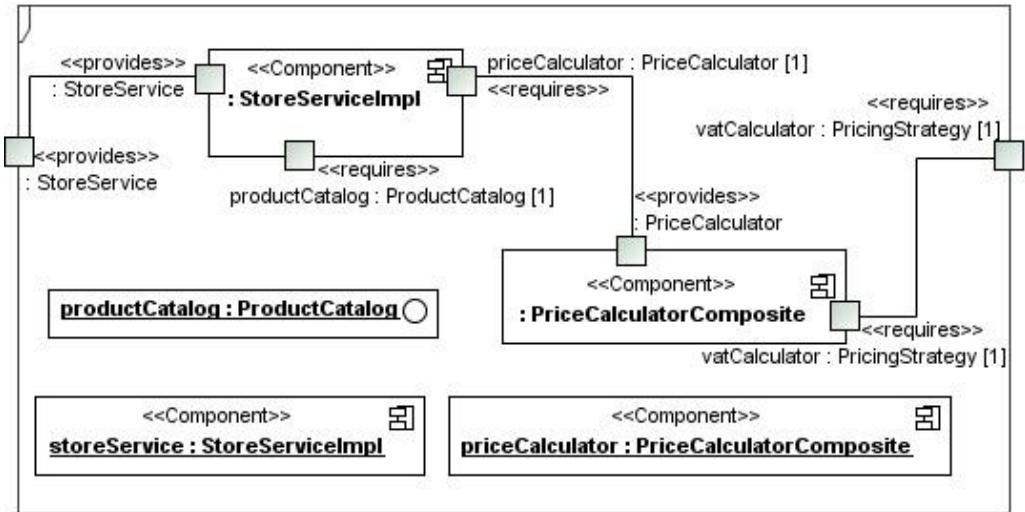 <<provides>>
: StoreService
<<Component>>
: StoreServiceImpl
priceCalculator : PriceCalculator [1]
<<requires>>
<<requires>>
vatCalculator : PricingStrategy [1]
<<provides>>
: StoreService
<<requires>>
productCatalog : ProductCatalog [1]
<<provides>>
: PriceCalculator
<<Component>>
: PriceCalculatorComposite
productCatalog : ProductCatalog
<<requires>>
vatCalculator : PricingStrategy [1]
<<Component>>
storeService : StoreServiceImpl
<<Component>>
priceCalculator : PriceCalculatorComposite